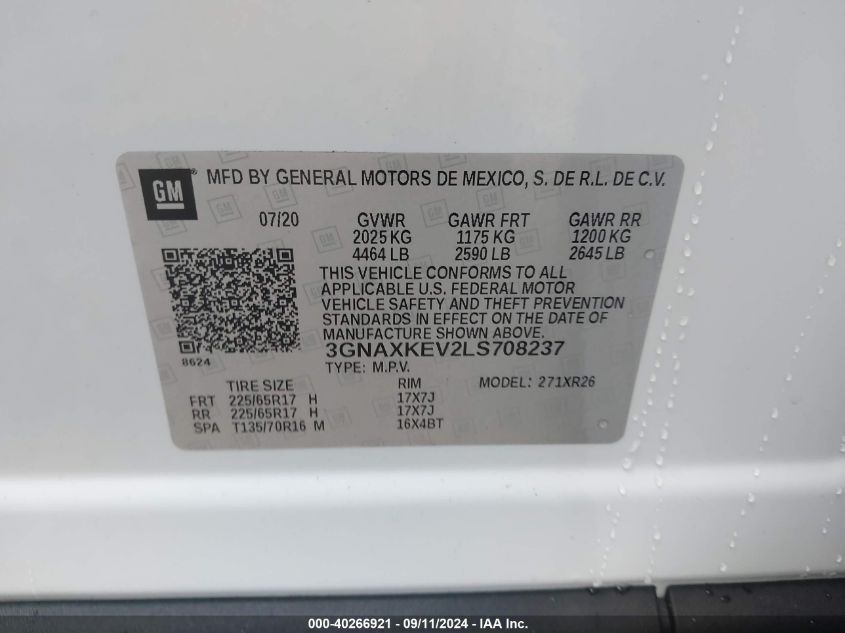 GM ® MFD BY GENERAL MOTORS DE MEXICO, S. DE R.L. DE C.V.
07/20 GVWR GAWR FRT GAWR RR
2025 KG 1175 KG 1200 KG
4464 LB 2590 LB 2645 LB
THIS VEHICLE CONFORMS TO ALL
APPLICABLE U.S. FEDERAL MOTOR
VEHICLE SAFETY AND THEFT PREVENTION
STANDARDS IN EFFECT ON THE DATE OF
MANUFACTURE SHOWN ABOVE.
3GNAXKEV2LS708237
8624 TYPE: M.P.V.
TIRE SIZE RIM MODEL: 271XR26
FRT 225/65R17 H 17X7J
RR 225/65R17 H 17X7J
SPA T135/70R16 M 16X4BT
000-40266921 - 09/11/2024 - IAA Inc.